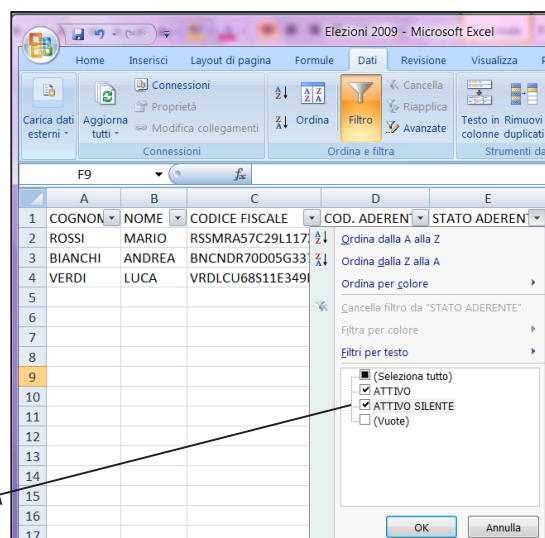 Elezioni 2009 - Microsoft Excel
Home Inserisci Layout di pagina Formule Dati Revisione Visualizza
Carica dati esterni
Aggiorna tutti
Connessioni
Proprietà
Modifica collegamenti
Connessioni
Ordina
Filtro
Cancella
Riapplica
Avanzate
Ordina e filtra
Testo in colonne
Rimuovi duplicati
Strumenti da
F9 fx
A B C D E
1 COGNOM NOME CODICE FISCALE COD. ADERENT STATO ADERENT
2 ROSSI MARIO RSSMRA57C29L117
3 BIANCHI ANDREA BNCNDR70D05G33
4 VERDI LUCA VRDLCU68S11E349
5
6
7
8
9
10
11
12
13
14
15
16
17
Ordina dalla A alla Z
Ordina dalla Z alla A
Ordina per colore
Cancella filtro da "STATO ADERENTE"
Filtra per colore
Filtri per testo
(Seleziona tutto)
ATTIVO
ATTIVO SILENTE
(Vuote)
OK Annulla